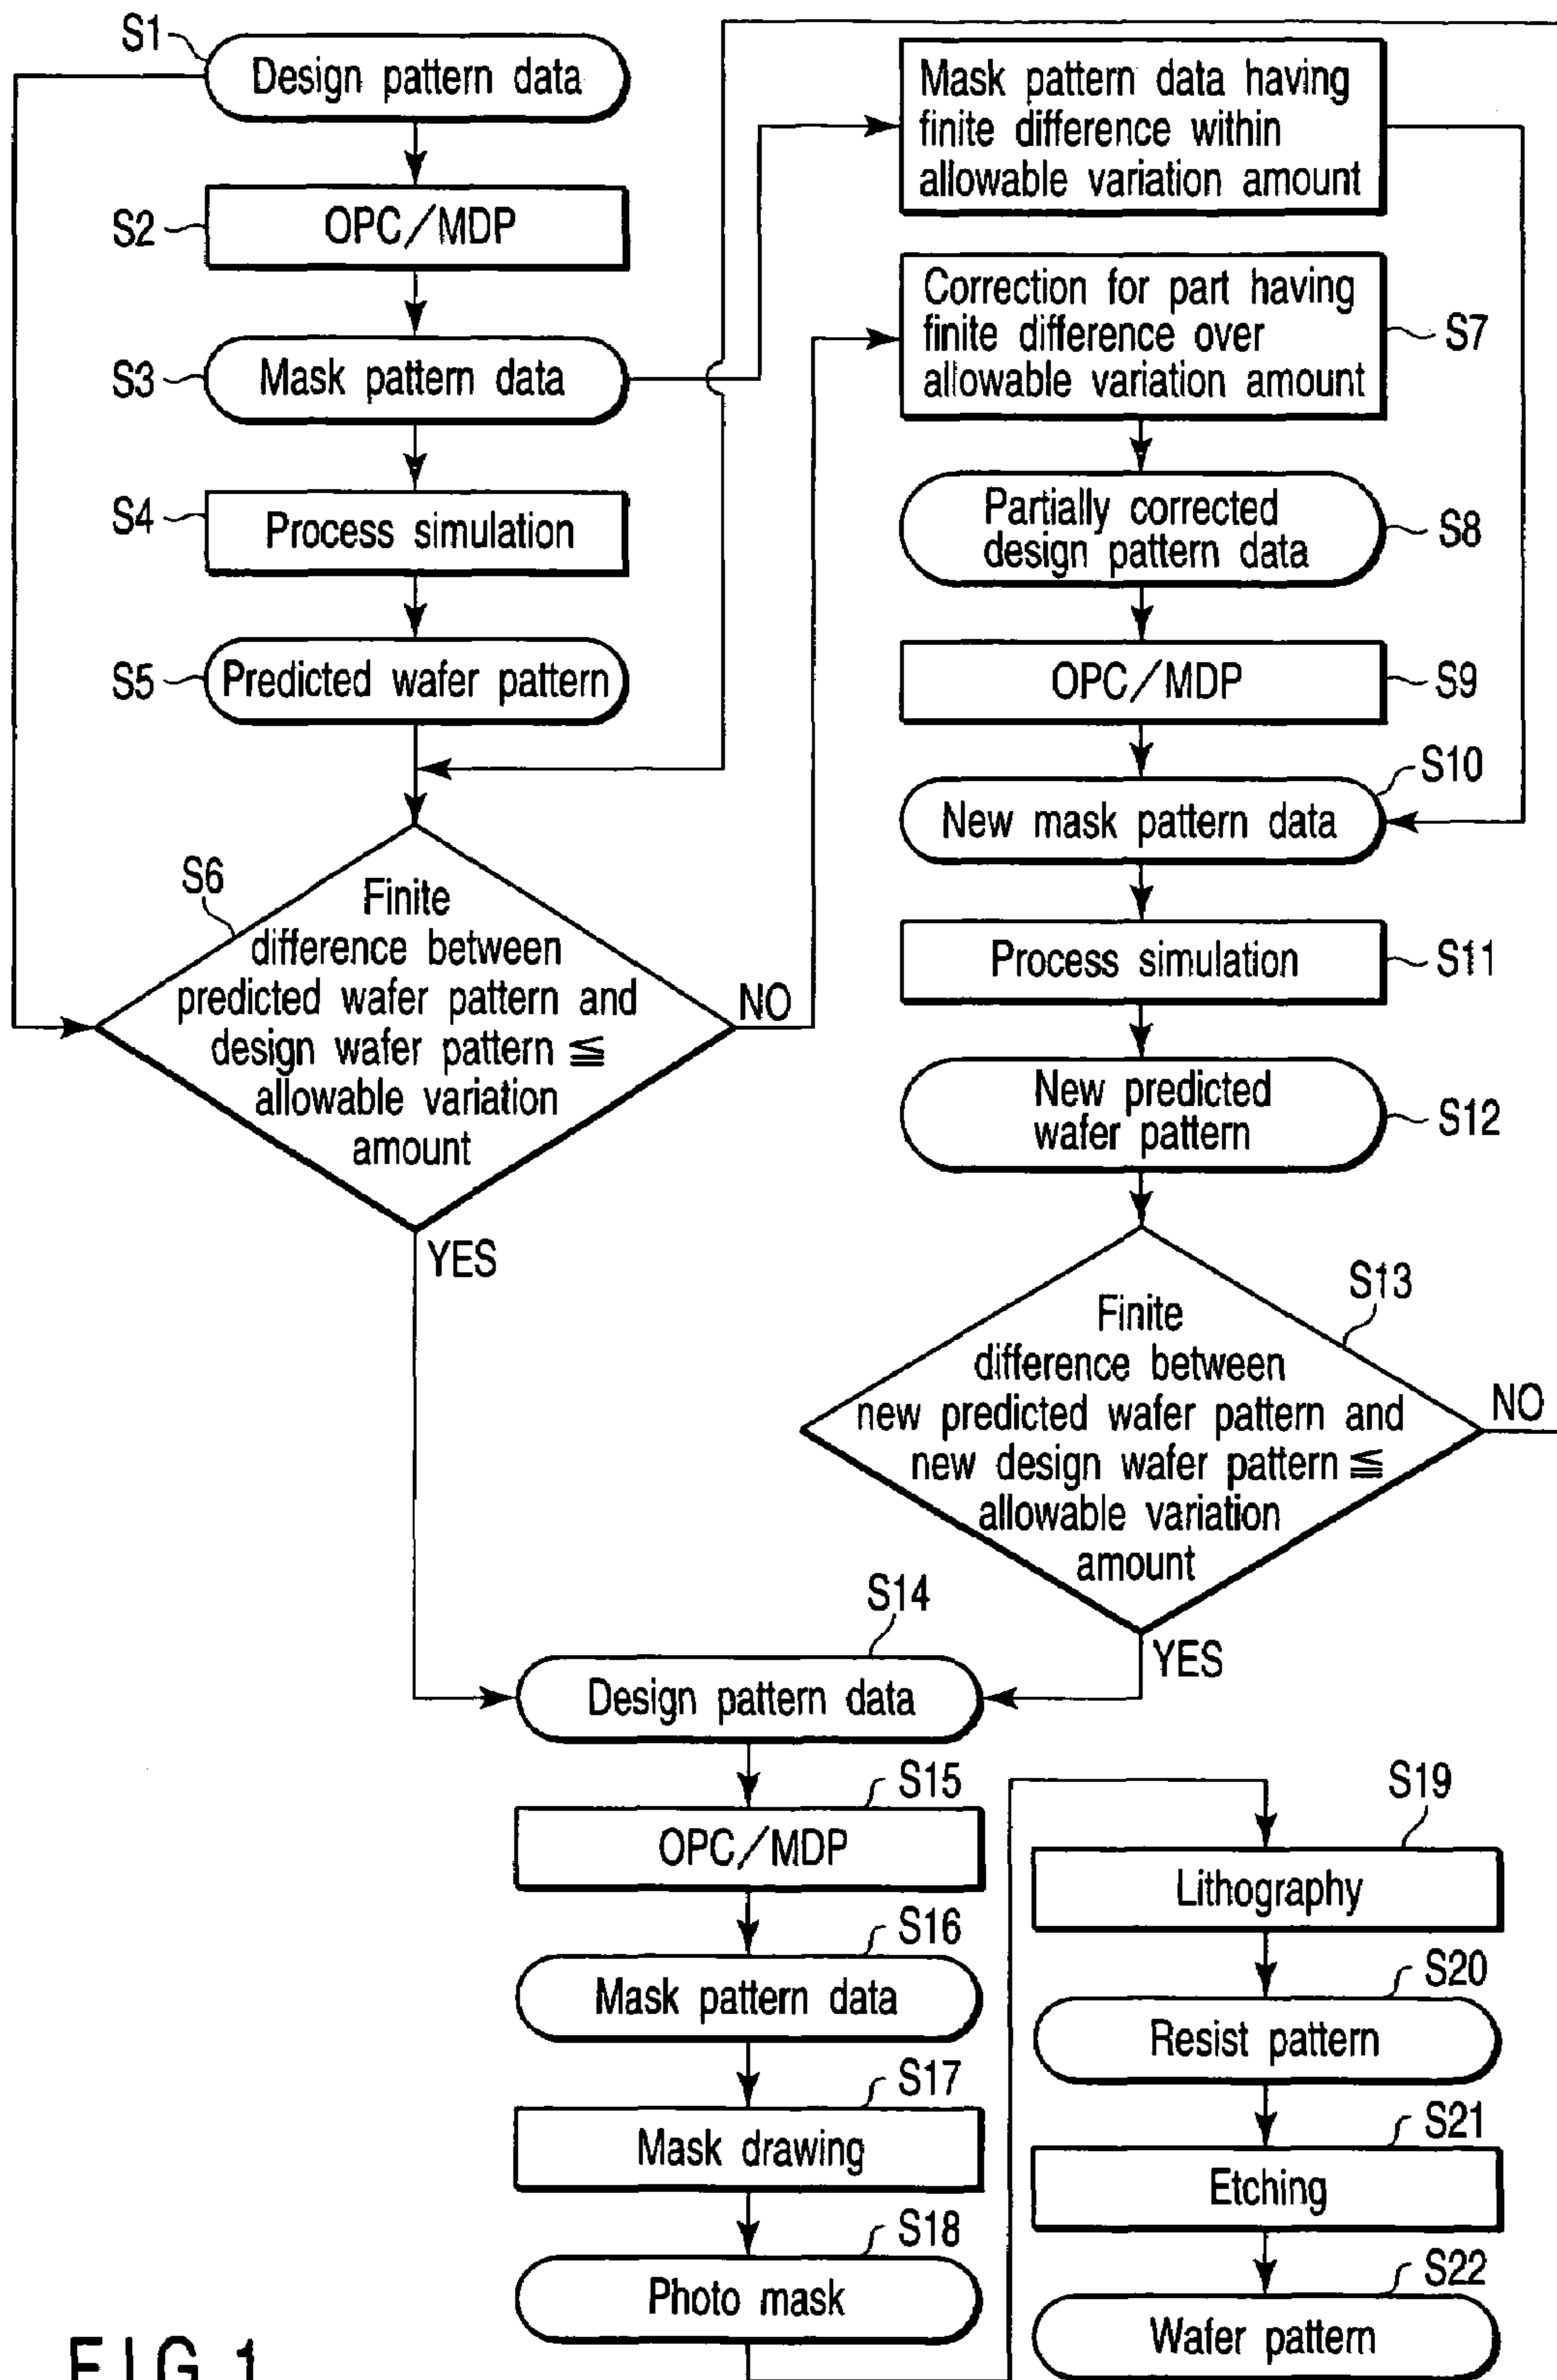 S1
Design pattern data
S2
OPC/MDP
S3
Mask pattern data
S4
Process simulation
S5
Predicted wafer pattern
S6
Finite
difference between
predicted wafer pattern and
design wafer pattern ≦
allowable variation
amount
NO
YES
Mask pattern data having
finite difference within
allowable variation amount
Correction for part having
finite difference over
allowable variation amount
S7
Partially corrected
design pattern data
S8
OPC/MDP
S9
S10
New mask pattern data
Process simulation
S11
New predicted
wafer pattern
S12
S13
Finite
difference between
new predicted wafer pattern and
new design wafer pattern ≦
allowable variation
amount
NO
YES
S14
Design pattern data
S15
OPC/MDP
S16
Mask pattern data
S17
Mask drawing
S18
Photo mask
S19
Lithography
S20
Resist pattern
S21
Etching
S22
Wafer pattern
FIG.1